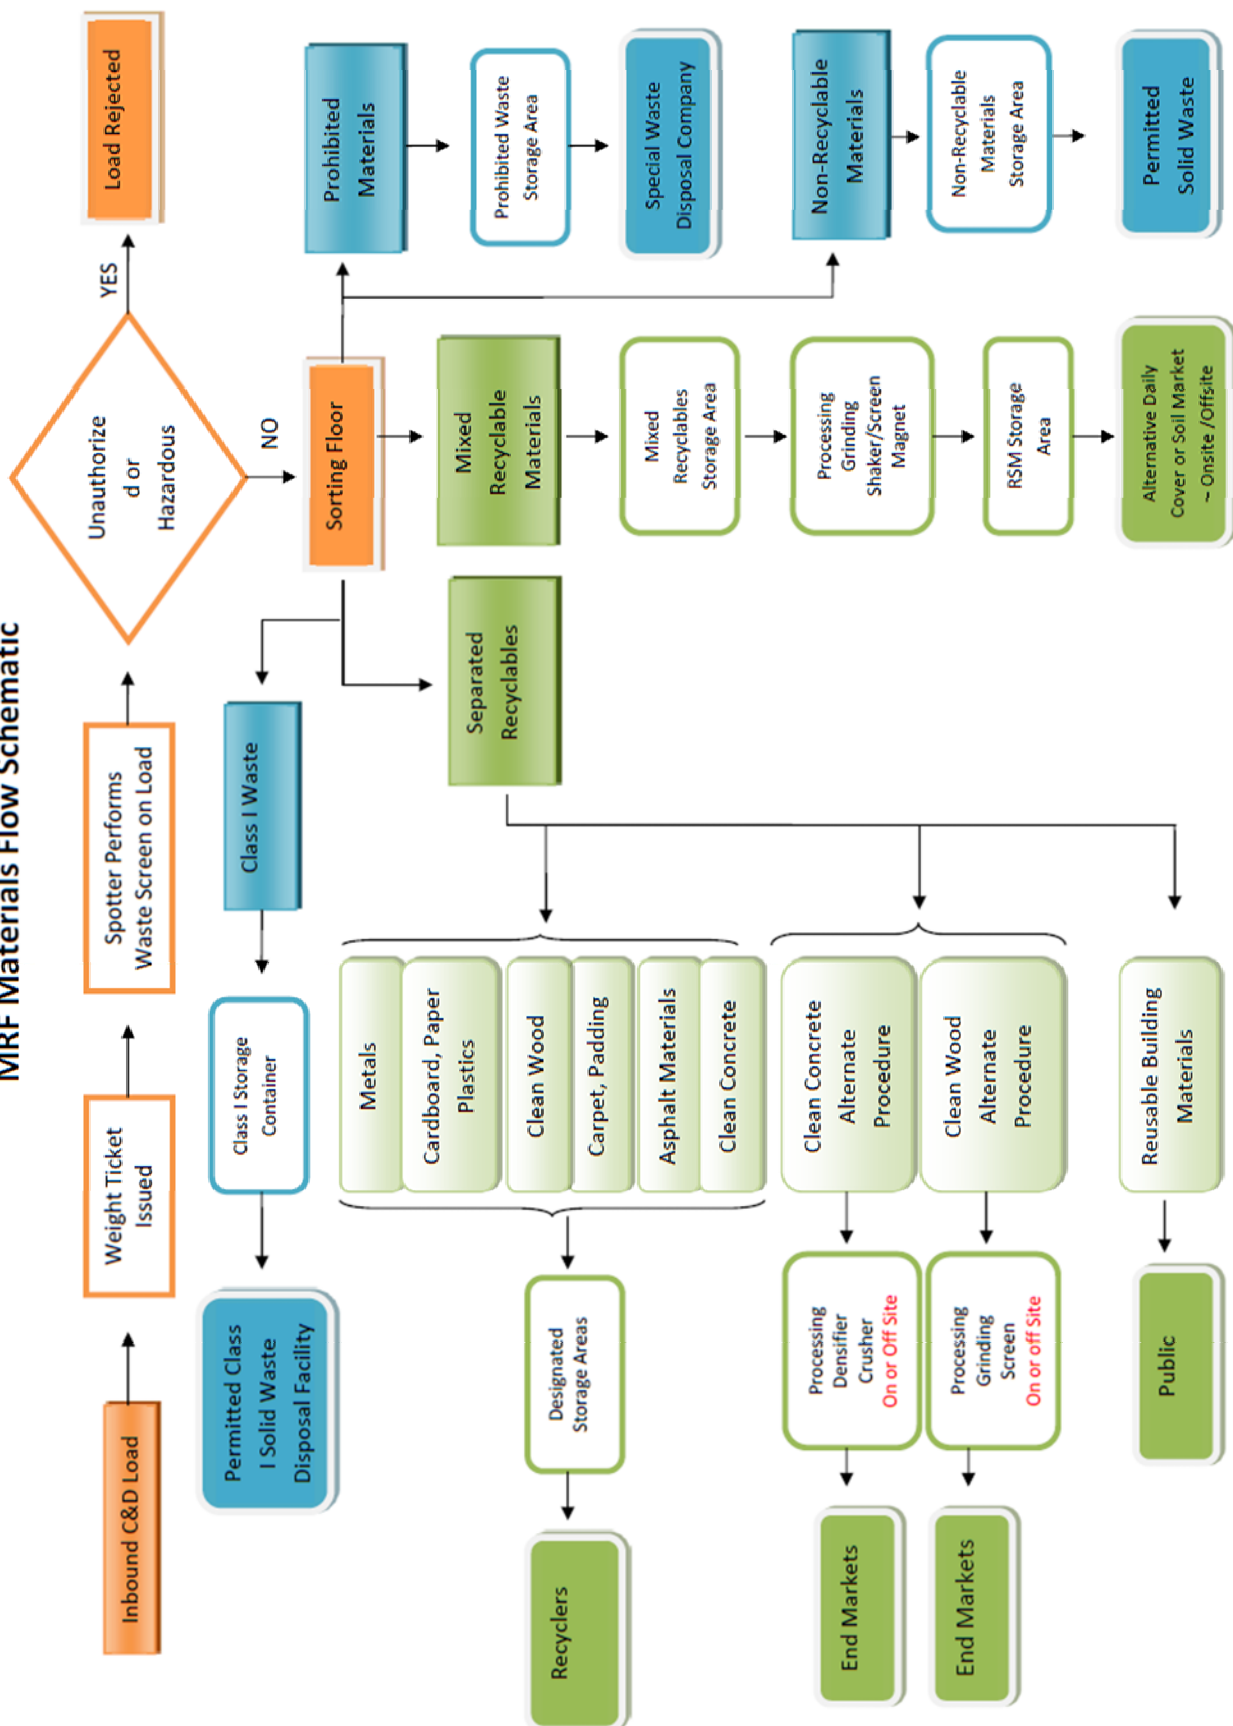 MRF Materials Flow Schematic
Inbound C&D Load
Weight Ticket
Issued
Spotter Performs
Waste Screen on Load
Unauthorize
d or
Hazardous
YES
Load Rejected
NO
Sorting Floor
Class I Waste
Class I Storage
Container
Permitted Class
I Solid Waste
Disposal Facility
Prohibited
Materials
Prohibited Waste
Storage Area
Special Waste
Disposal Company
Non-Recyclable
Materials
Non-Recyclable
Materials
Storage Area
Permitted
Solid Waste
Mixed
Recyclable
Materials
Mixed
Recyclables
Storage Area
Processing
Grinding
Shaker/Screen
Magnet
RSM Storage
Area
Alternative Daily
Cover or Soil Market
~ Onsite /Offsite
Separated
Recyclables
Metals
Cardboard, Paper
Plastics
Clean Wood
Carpet, Padding
Asphalt Materials
Clean Concrete
Designated
Storage Areas
Recyclers
Clean Concrete
Alternate
Procedure
Processing
Densifier
Crusher
On or Off Site
End Markets
Clean Wood
Alternate
Procedure
Processing
Grinding
Screen
On or off Site
End Markets
Reusable Building
Materials
Public